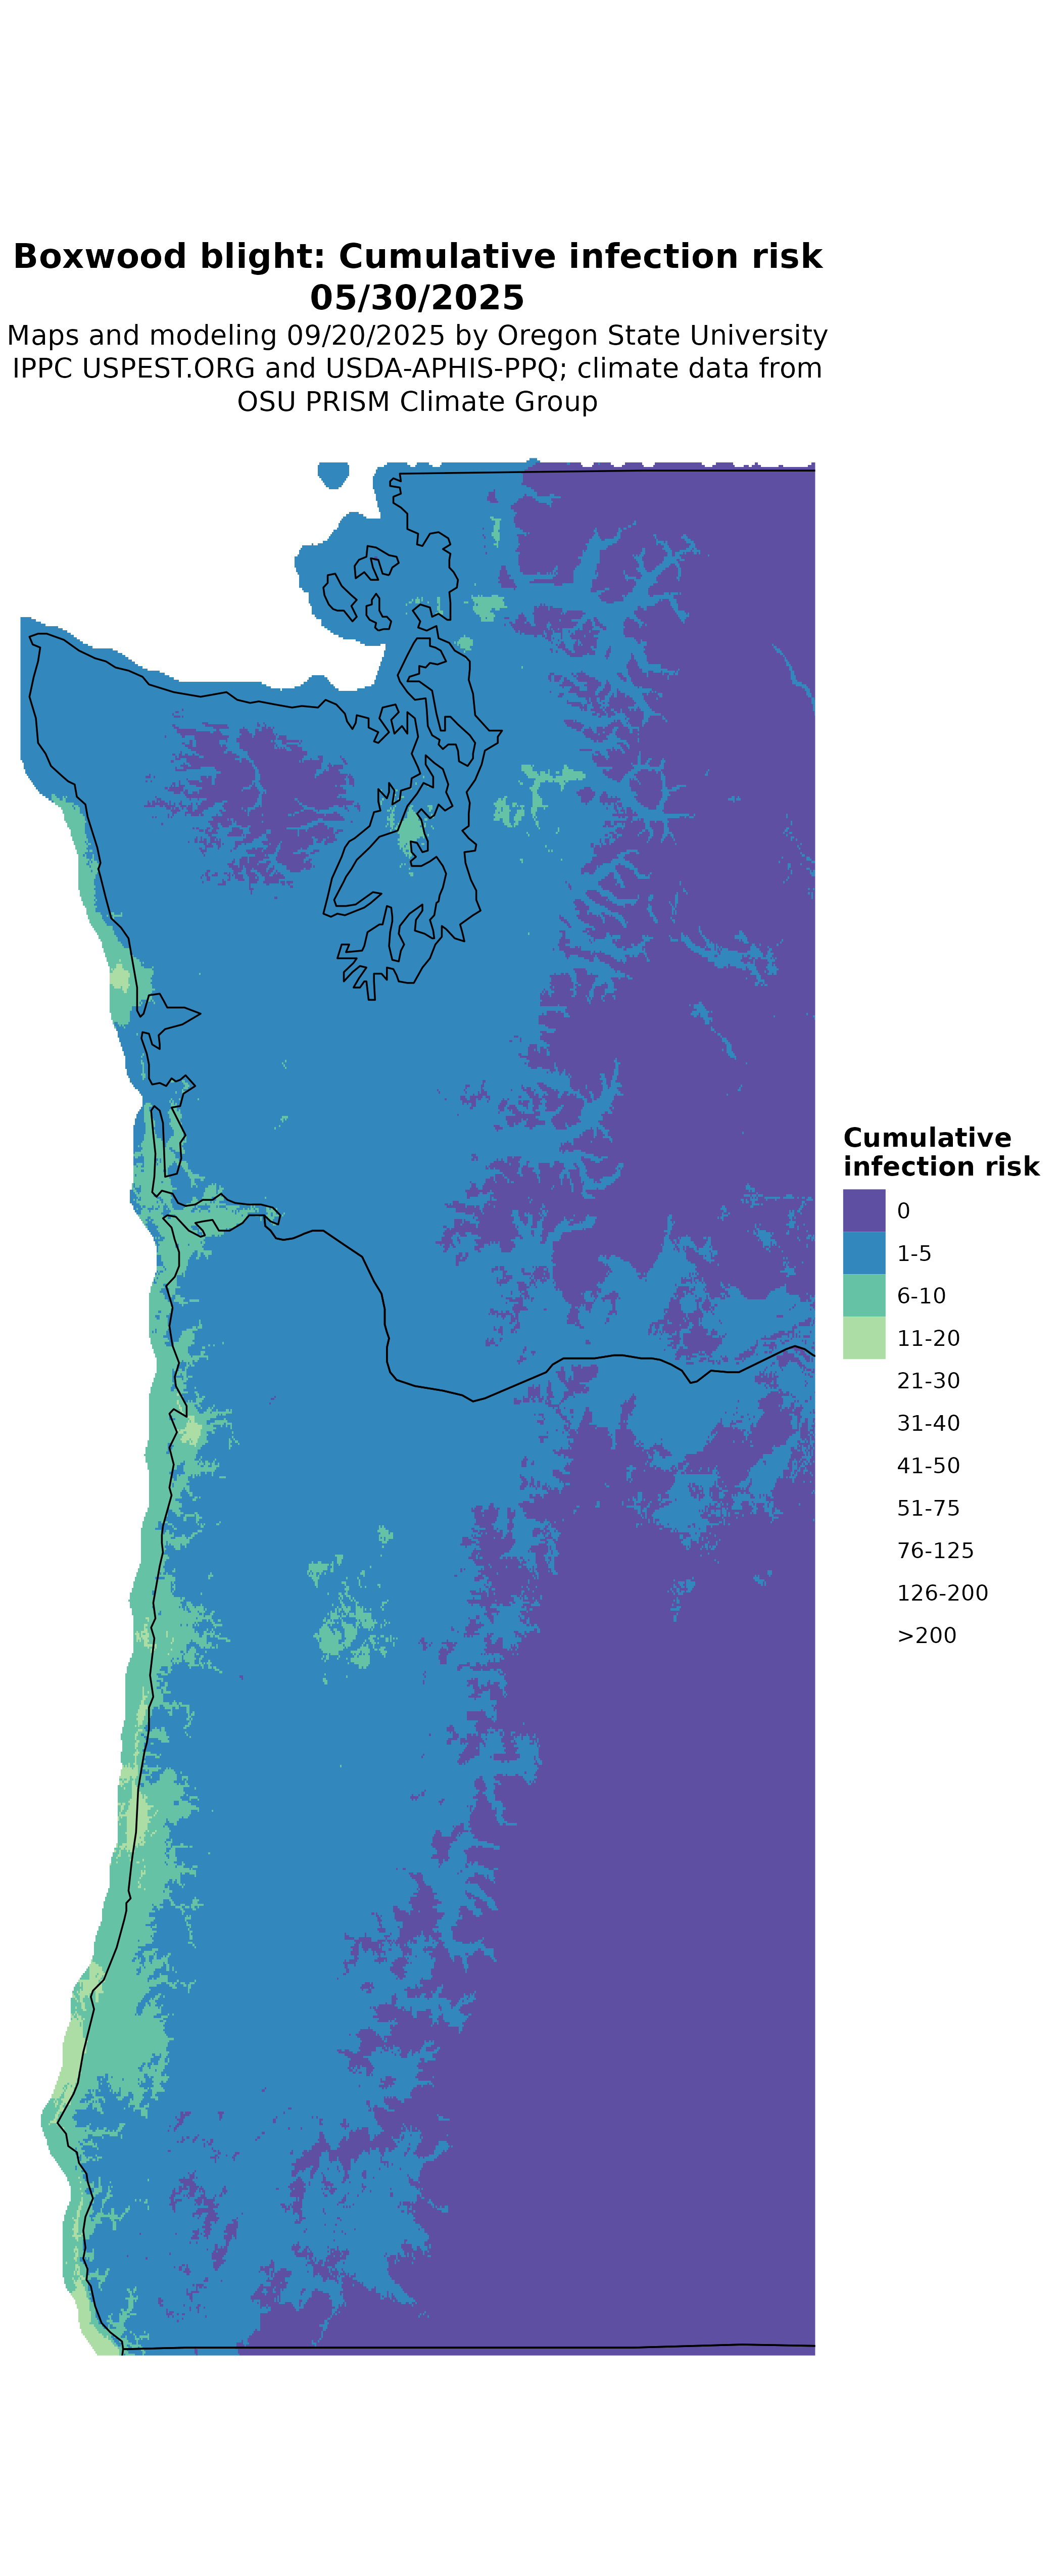 Boxwood blight: Cumulative infection risk
05/30/2025
Maps and modeling 09/20/2025 by Oregon State University
IPPC USPEST.ORG and USDA-APHIS-PPQ; climate data from
OSU PRISM Climate Group
Cumulative
infection risk
0
1-5
6-10
11-20
21-30
31-40
41-50
51-75
76-125
126-200
>200